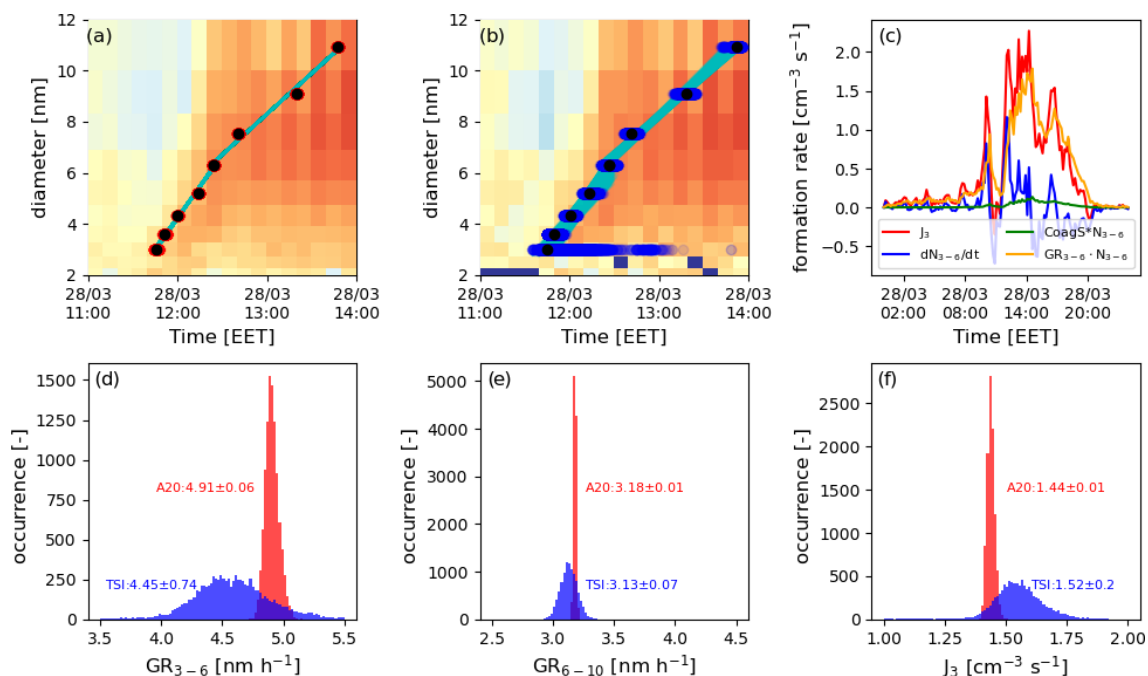 (a)
12
10
8
6
4
2
diameter [nm]
28/03
11:00
28/03
12:00
28/03
13:00
28/03
14:00
Time [EET]
(b)
12
10
8
6
4
2
diameter [nm]
28/03
11:00
28/03
12:00
28/03
13:00
28/03
14:00
Time [EET]
(c)
2.0
1.5
1.0
0.5
0.0
−0.5
formation rate [cm⁻³ s⁻¹]
J₃
dN₃₋₆/dt
CoagS*N₃₋₆
GR₃₋₆ · N₃₋₆
28/03
02:00
28/03
08:00
28/03
14:00
28/03
20:00
Time [EET]
(d)
1500
1250
1000
750
500
250
0
occurrence [-]
A20:4.91±0.06
TSI:4.45±0.74
3.5 4.0 4.5 5.0 5.5
GR₃₋₆ [nm h⁻¹]
(e)
5000
4000
3000
2000
1000
0
occurrence [-]
A20:3.18±0.01
TSI:3.13±0.07
2.5 3.0 3.5 4.0 4.5
GR₆₋₁₀ [nm h⁻¹]
(f)
2500
2000
1500
1000
500
0
occurrence [-]
A20:1.44±0.01
TSI:1.52±0.2
1.00 1.25 1.50 1.75 2.00
J₃ [cm⁻³ s⁻¹]